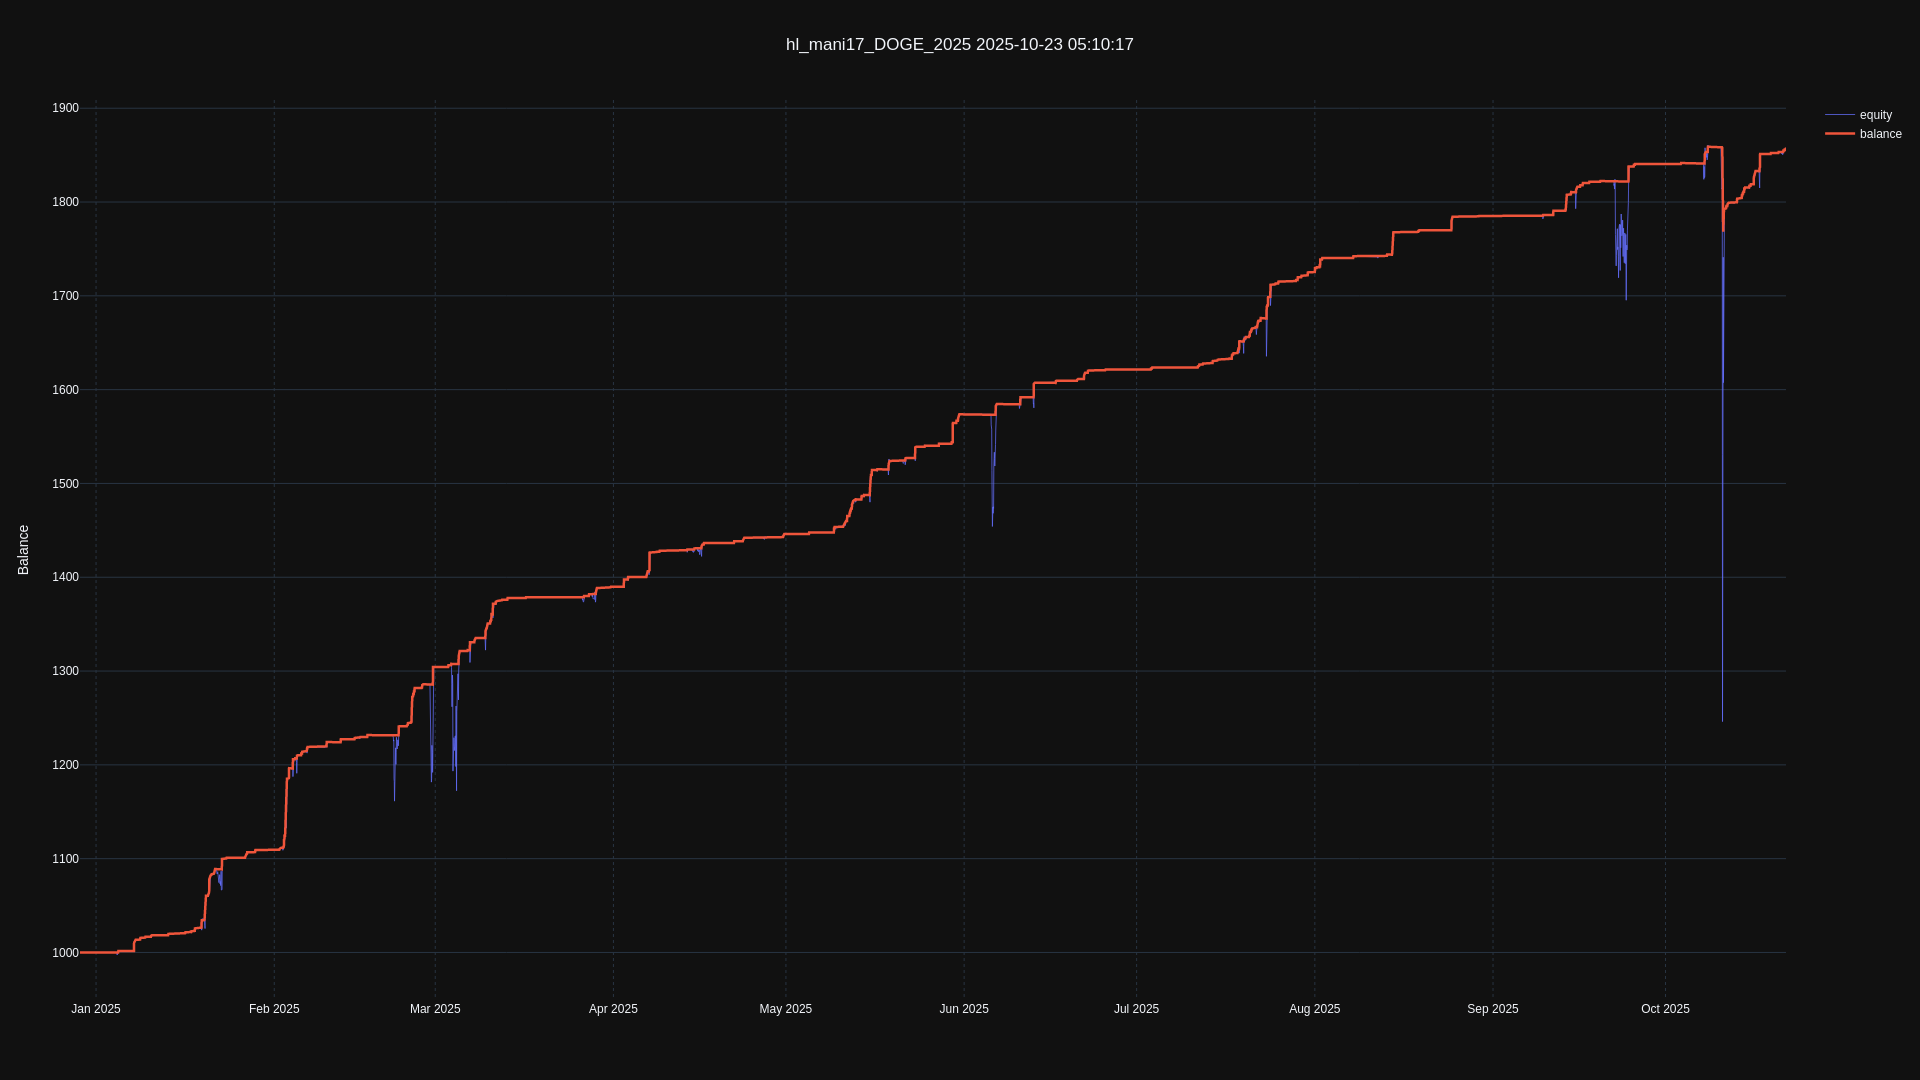 hl_mani17_DOGE_2025 2025-10-23 05:10:17
equity
balance
1900
1800
1700
1600
1500
1400
1300
1200
1100
1000
Balance
Jan 2025
Feb 2025
Mar 2025
Apr 2025
May 2025
Jun 2025
Jul 2025
Aug 2025
Sep 2025
Oct 2025